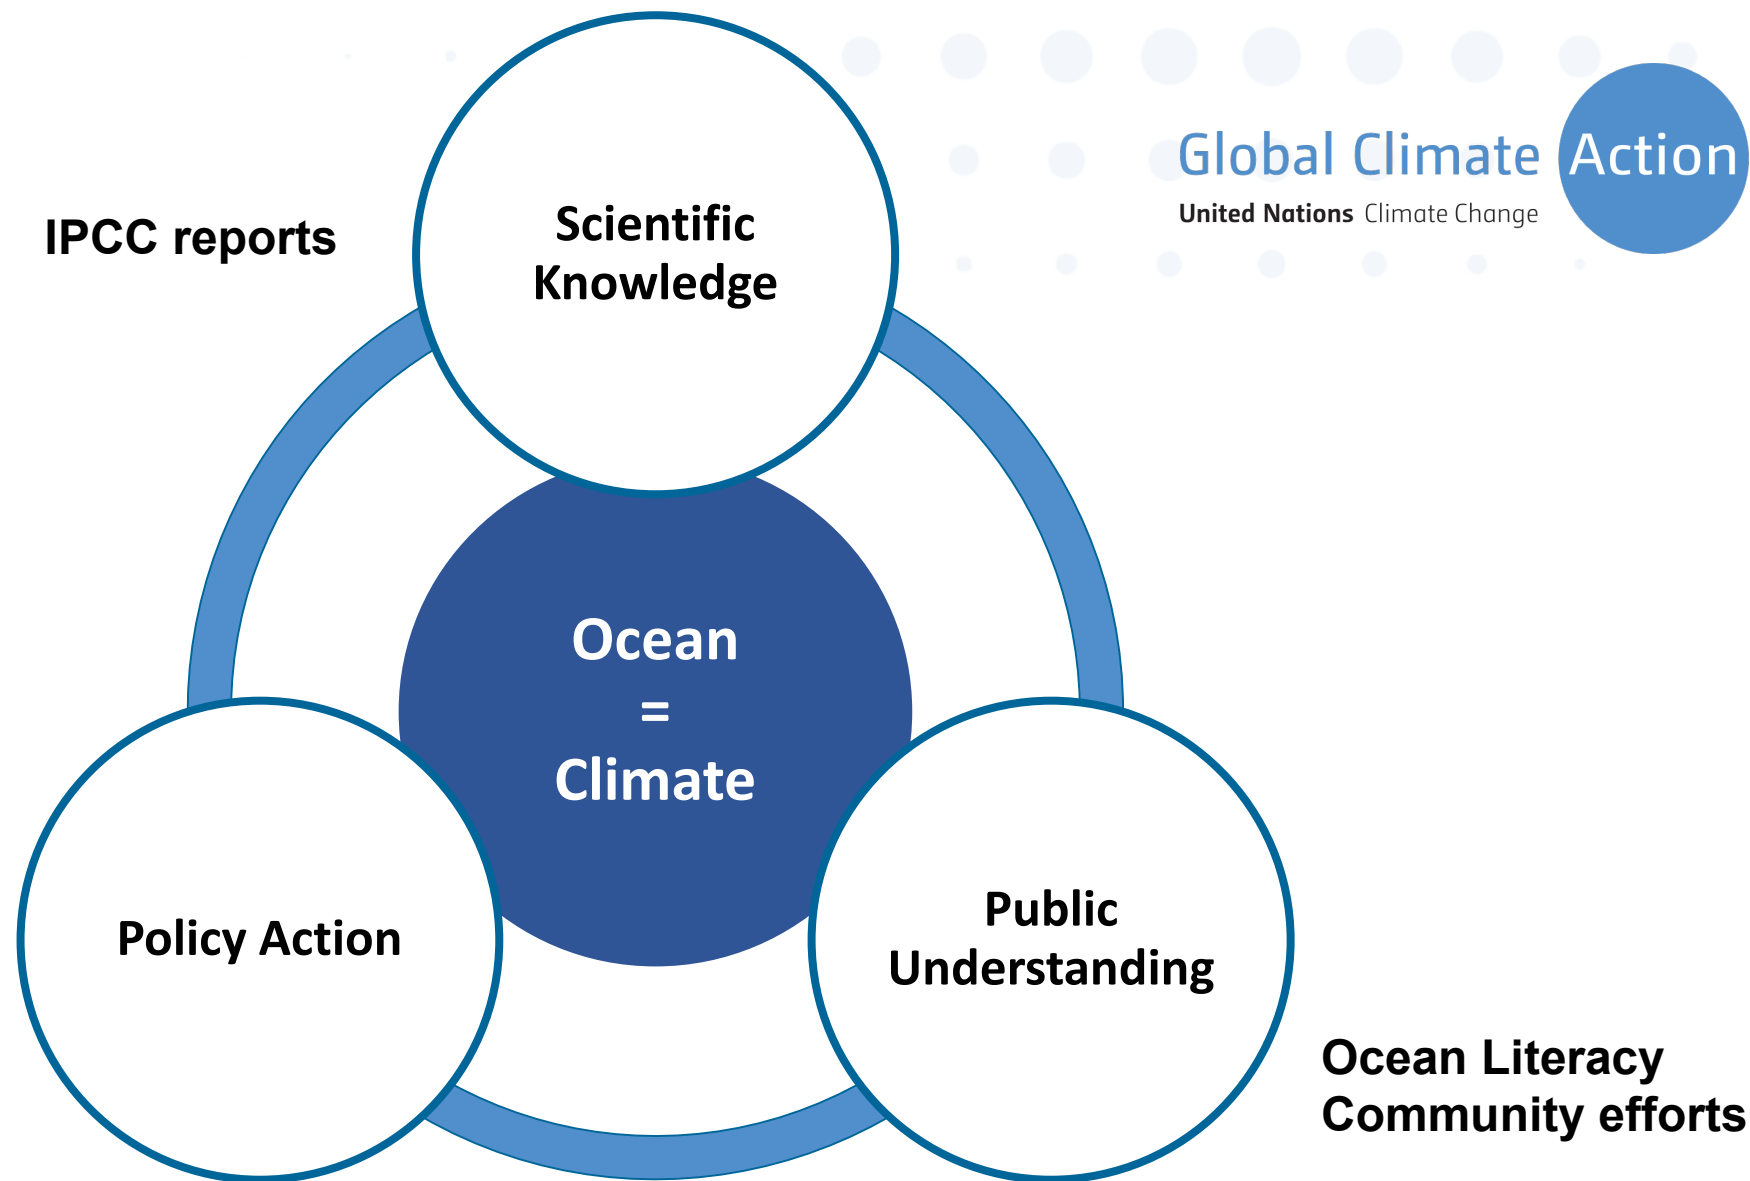 Global Climate Action
United Nations Climate Change
IPCC reports
Scientific
Knowledge
Ocean
=
Climate
Policy Action
Public
Understanding
Ocean Literacy
Community efforts